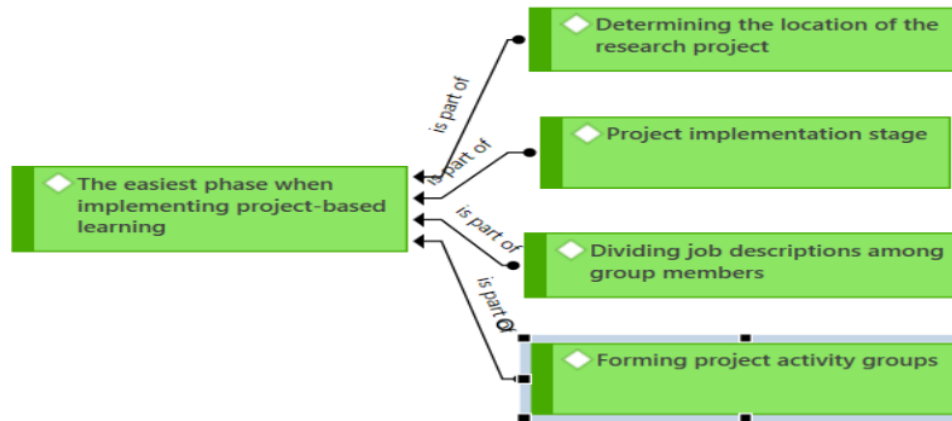 Determining the location of the
research project
is part of
Project implementation stage
is part of
The easiest phase when
implementing project-based
learning
is part of
Dividing job descriptions among
group members
is part of
Forming project activity groups